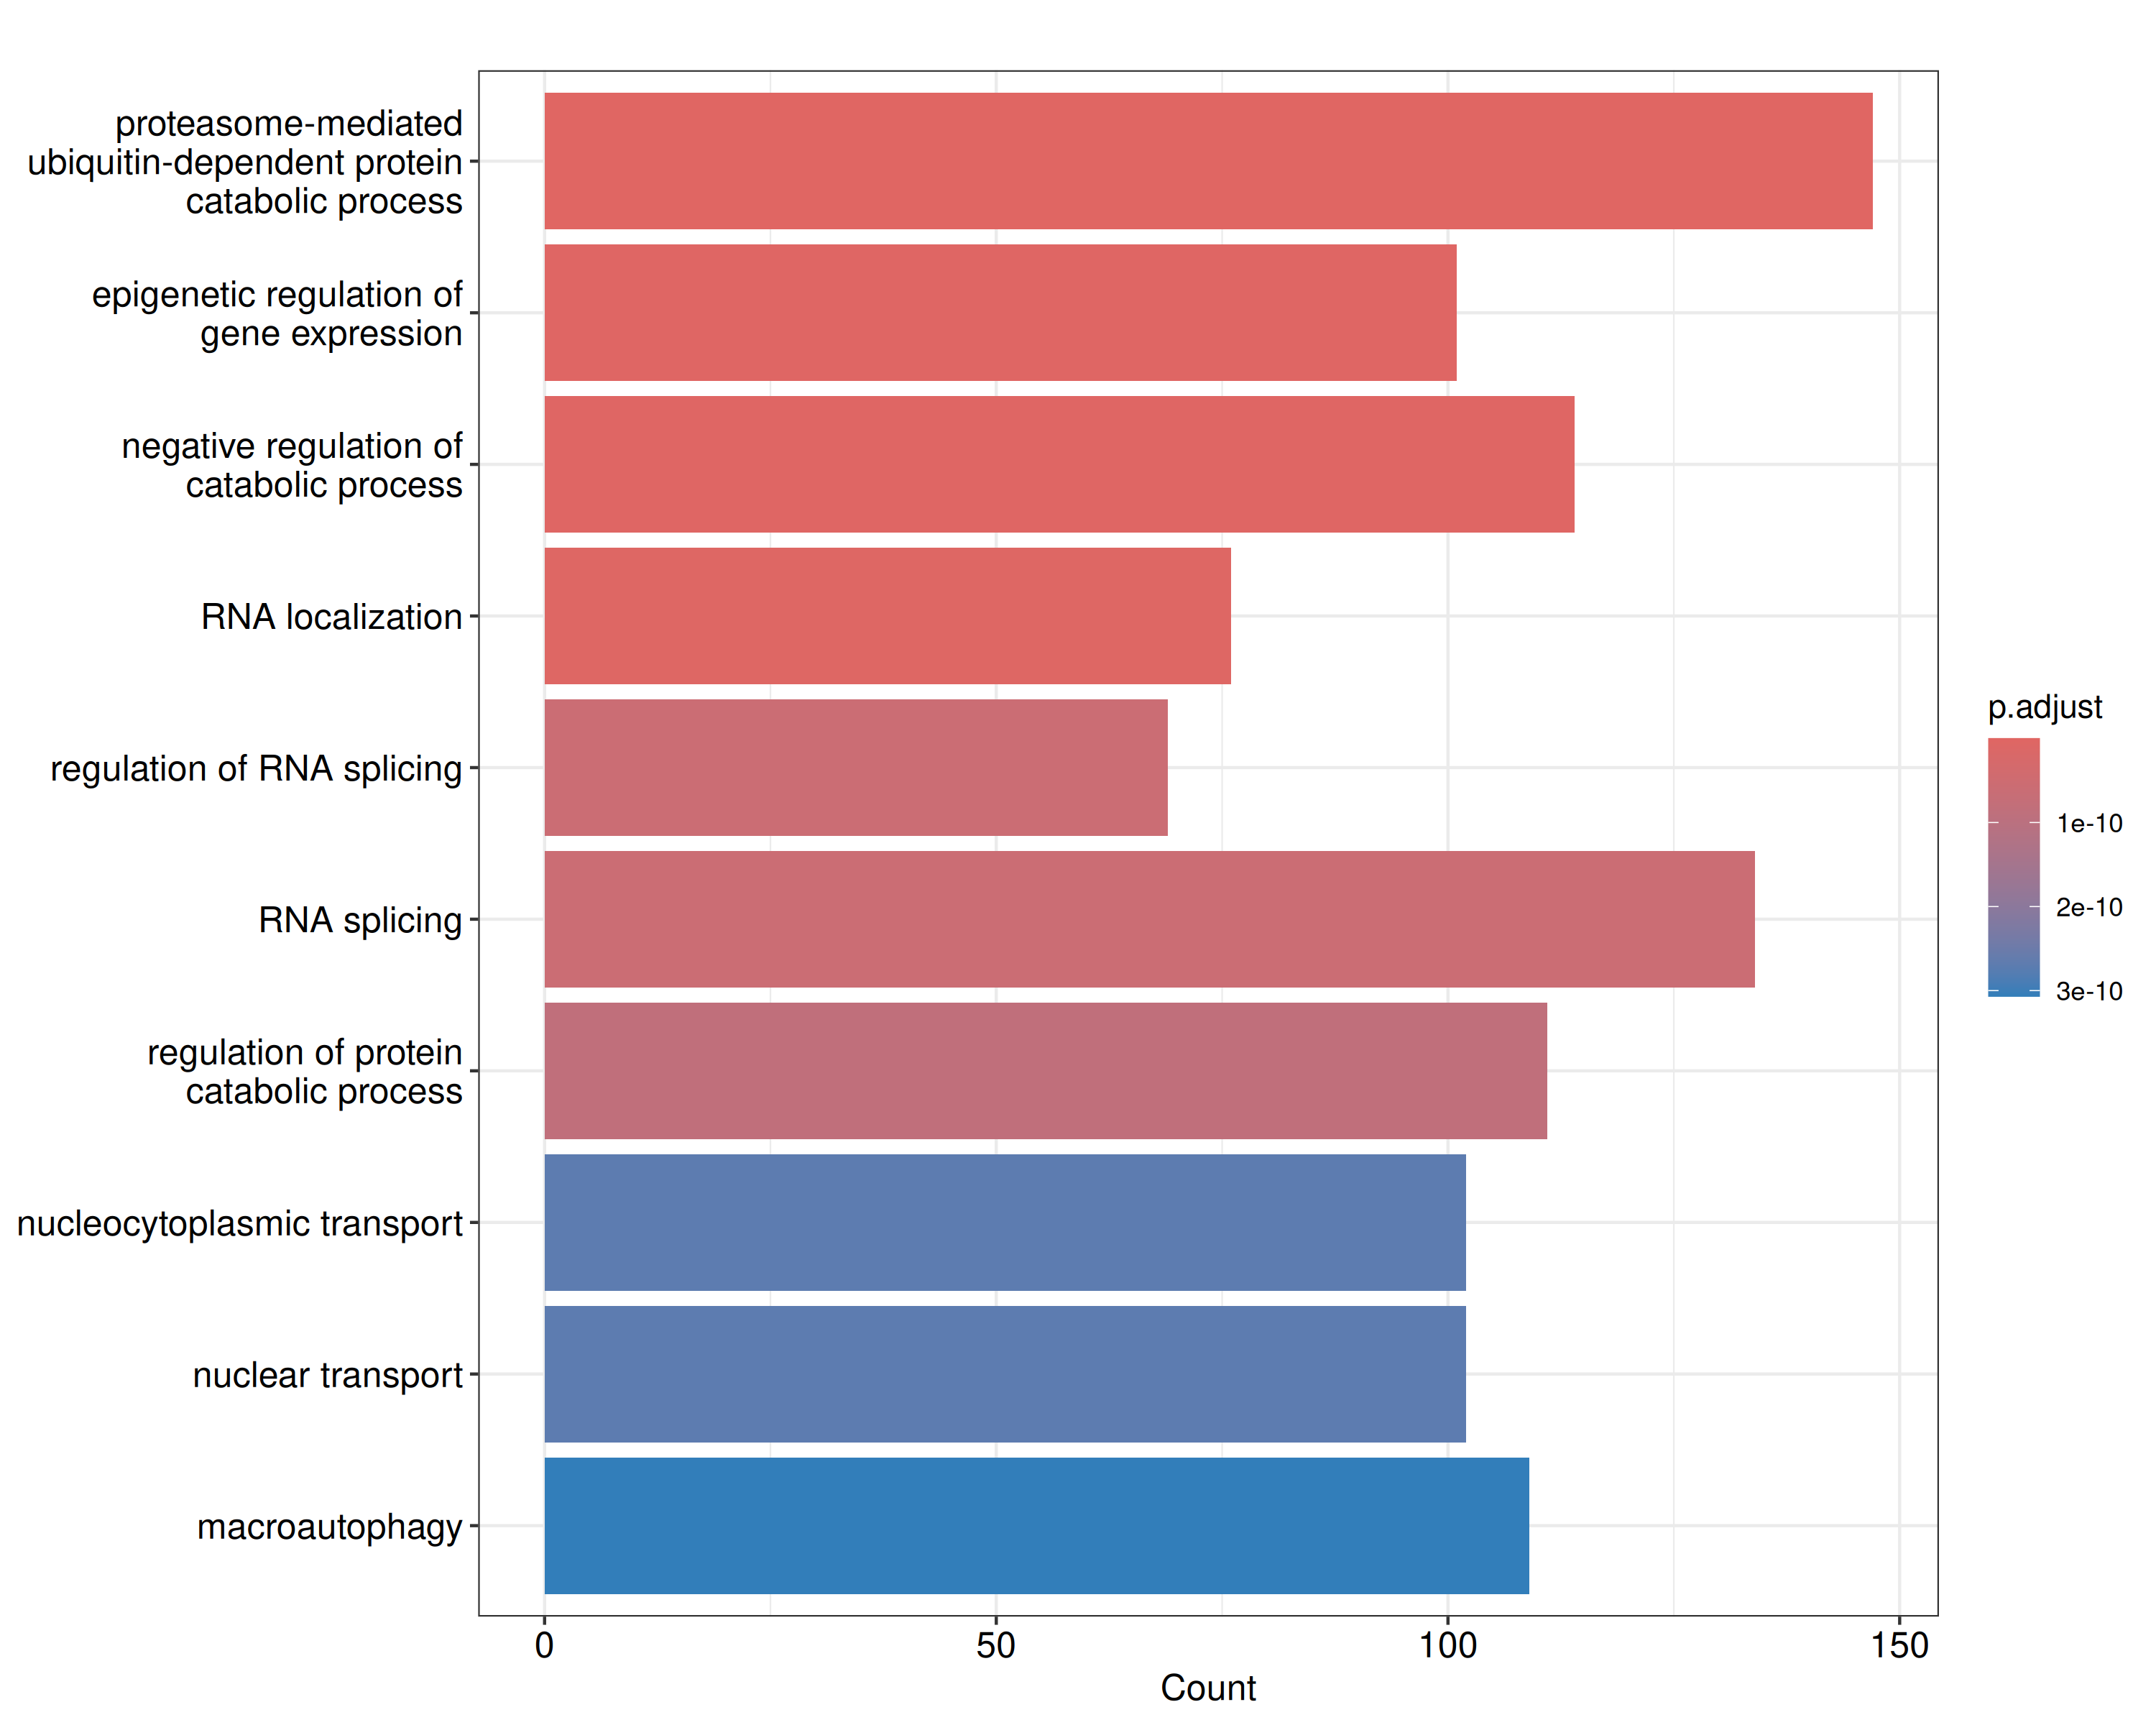 proteasome-mediated
ubiquitin-dependent protein
catabolic process
epigenetic regulation of
gene expression
negative regulation of
catabolic process
RNA localization
regulation of RNA splicing
RNA splicing
regulation of protein
catabolic process
nucleocytoplasmic transport
nuclear transport
macroautophagy
0 50 100 150
Count
p.adjust
1e-10
2e-10
3e-10